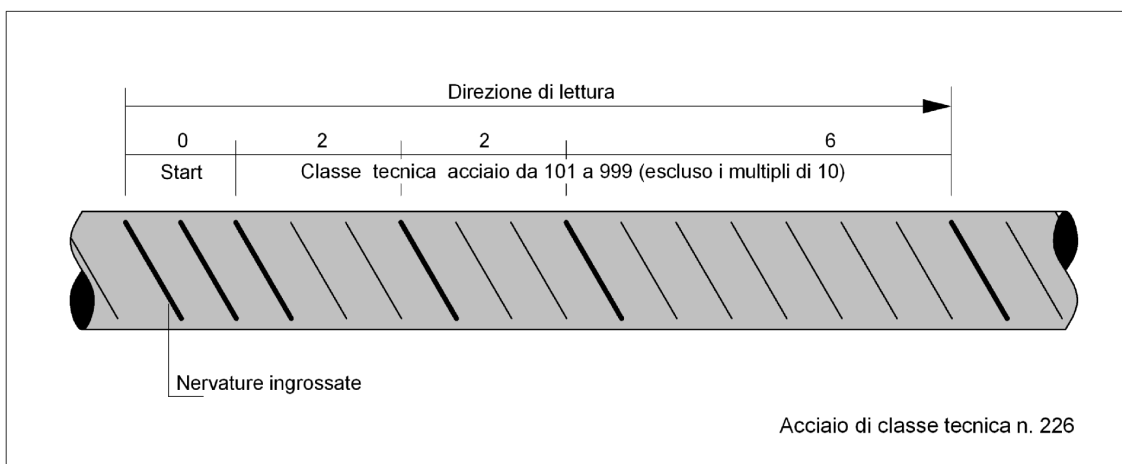 Direzione di lettura
0 2 2 6
Start Classe tecnica acciaio da 101 a 999 (escluso i multipli di 10)
Nervature ingrossate
Acciaio di classe tecnica n. 226